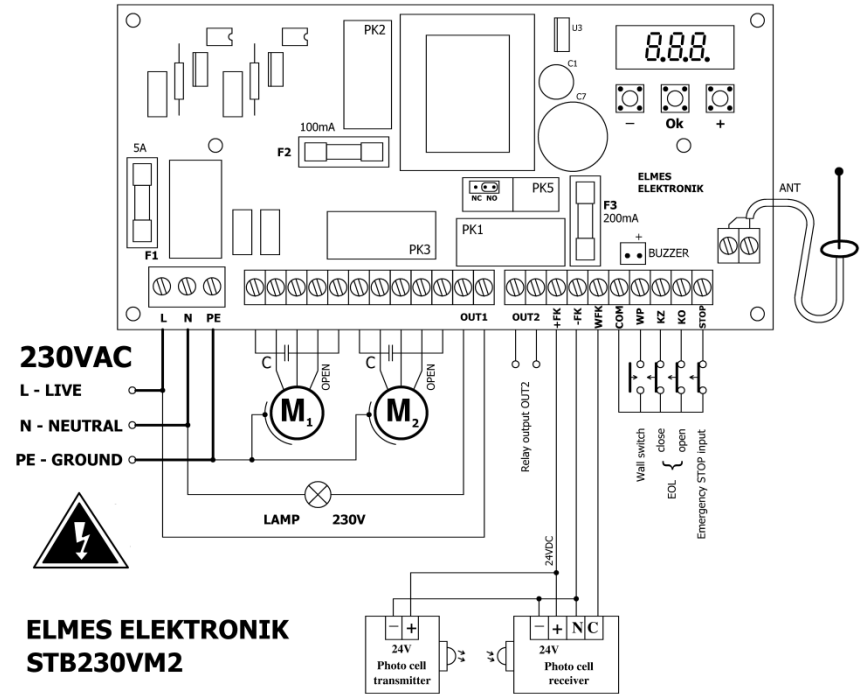 PK2
U3
8.8.8.
C1
C7
100mA
F2
5A
F1
– Ok +
ELMES
ELEKTRONIK
ANT
NC NO
PK5
F3
200mA
PK3
PK1
+
BUZZER
L N PE
OUT1
OUT2
+FK
-FK
WFK
COM
WP
KZ
KO
STOP
230VAC
L - LIVE
N - NEUTRAL
PE - GROUND
C
OPEN
M1
C
OPEN
M2
LAMP 230V
Relay output OUT2
24VDC
Wall switch
close
open
EOL
Emergency STOP input
ELMES ELEKTRONIK
STB230VM2
– +
24V
Photo cell
transmitter
– + N C
24V
Photo cell
receiver